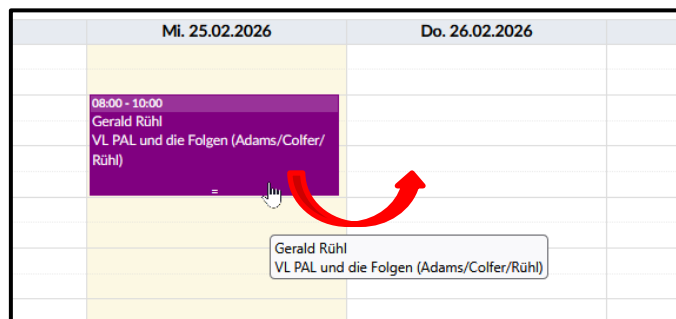 Mi. 25.02.2026
Do. 26.02.2026
08:00 - 10:00
Gerald Rühl
VL PAL und die Folgen (Adams/Colfer/
Rühl)
=
Gerald Rühl
VL PAL und die Folgen (Adams/Colfer/Rühl)